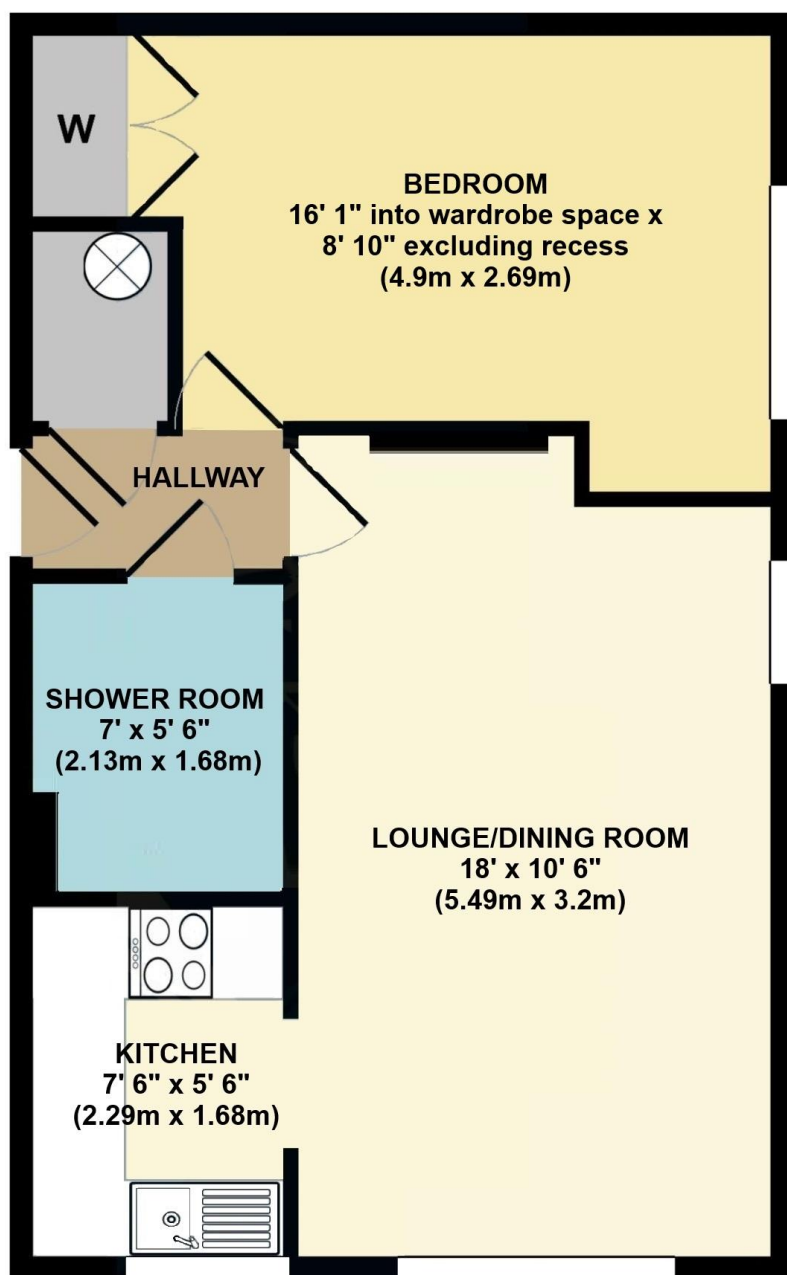 W
BEDROOM
16' 1" into wardrobe space x
8' 10" excluding recess
(4.9m x 2.69m)
HALLWAY
SHOWER ROOM
7' x 5' 6"
(2.13m x 1.68m)
LOUNGE/DINING ROOM
18' x 10' 6"
(5.49m x 3.2m)
KITCHEN
7' 6" x 5' 6"
(2.29m x 1.68m)